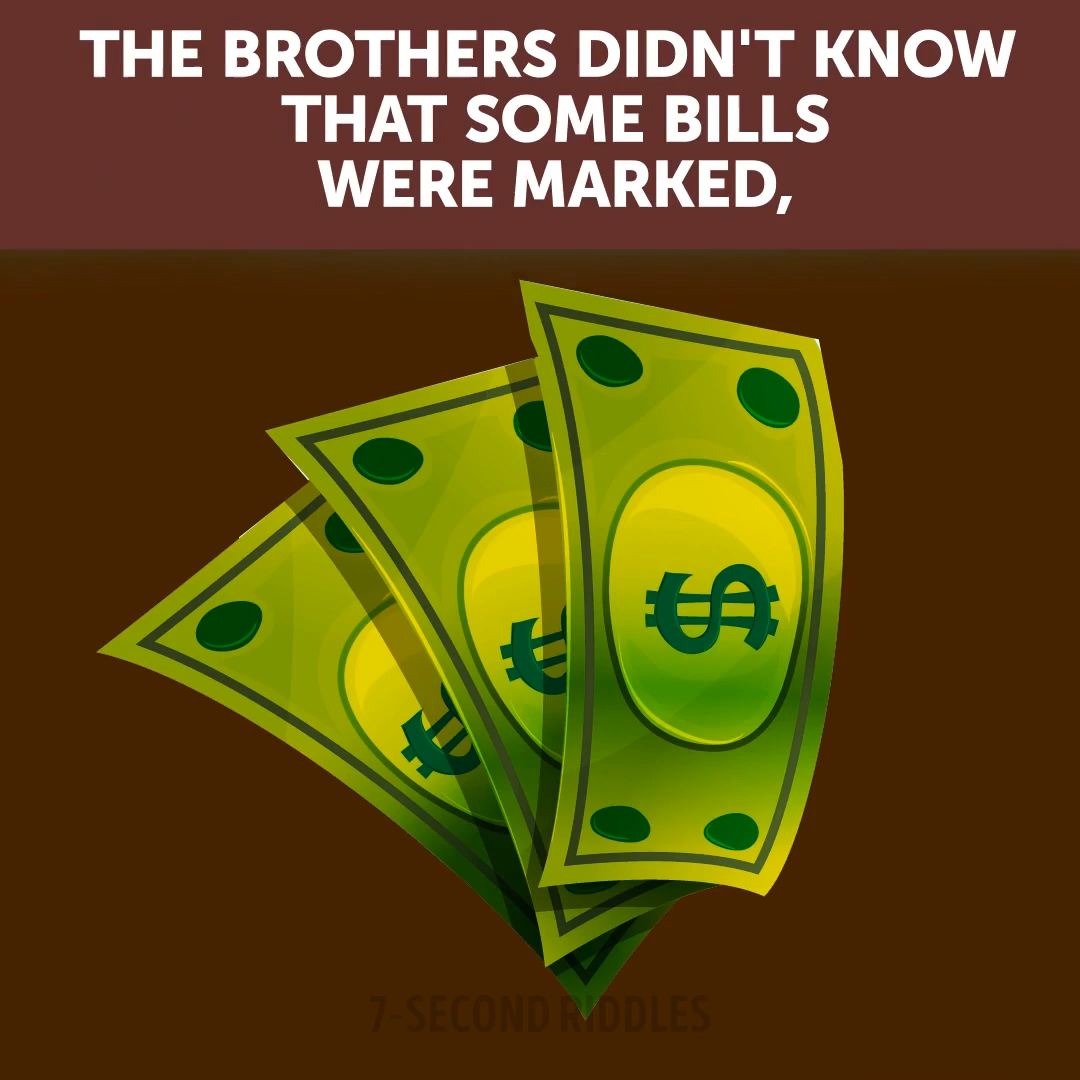 THE BROTHERS DIDN'T KNOW
THAT SOME BILLS
WERE MARKED,
$
$
$
7-SECOND RIDDLES